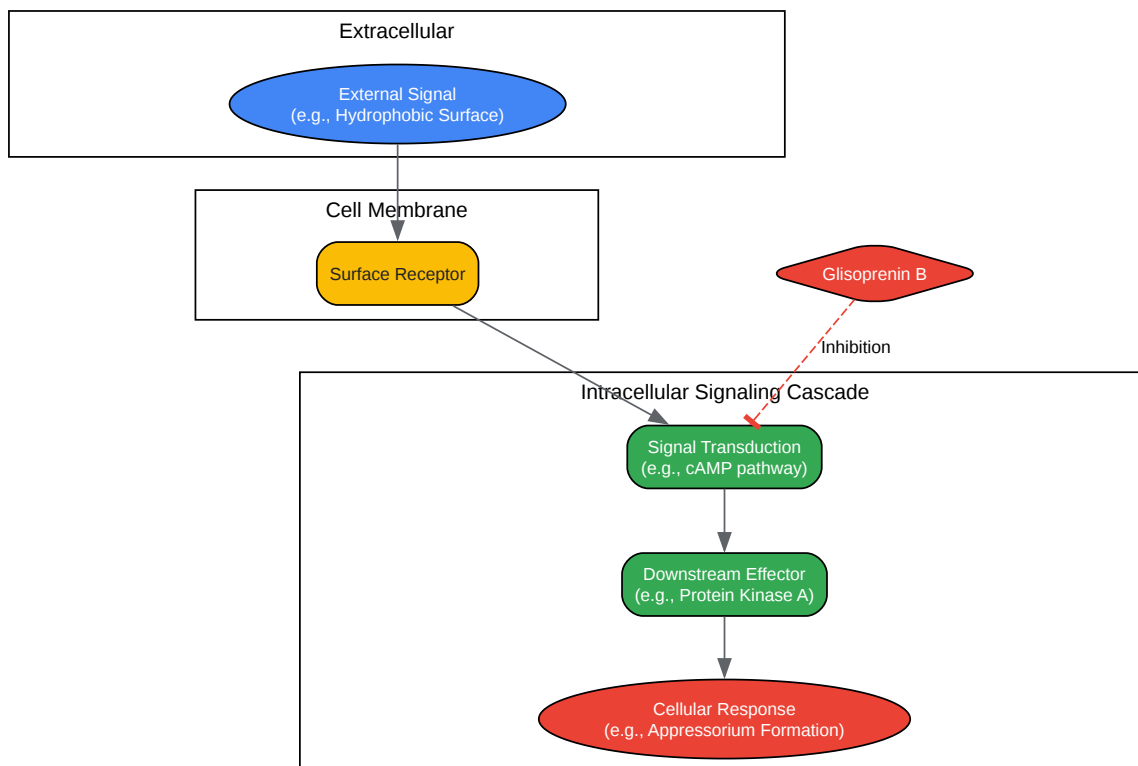 Extracellular
External Signal
(e.g., Hydrophobic Surface)
Cell Membrane
Surface Receptor
Glisoprenin B
Inhibition
Intracellular Signaling Cascade
Signal Transduction
(e.g., cAMP pathway)
Downstream Effector
(e.g., Protein Kinase A)
Cellular Response
(e.g., Appressorium Formation)